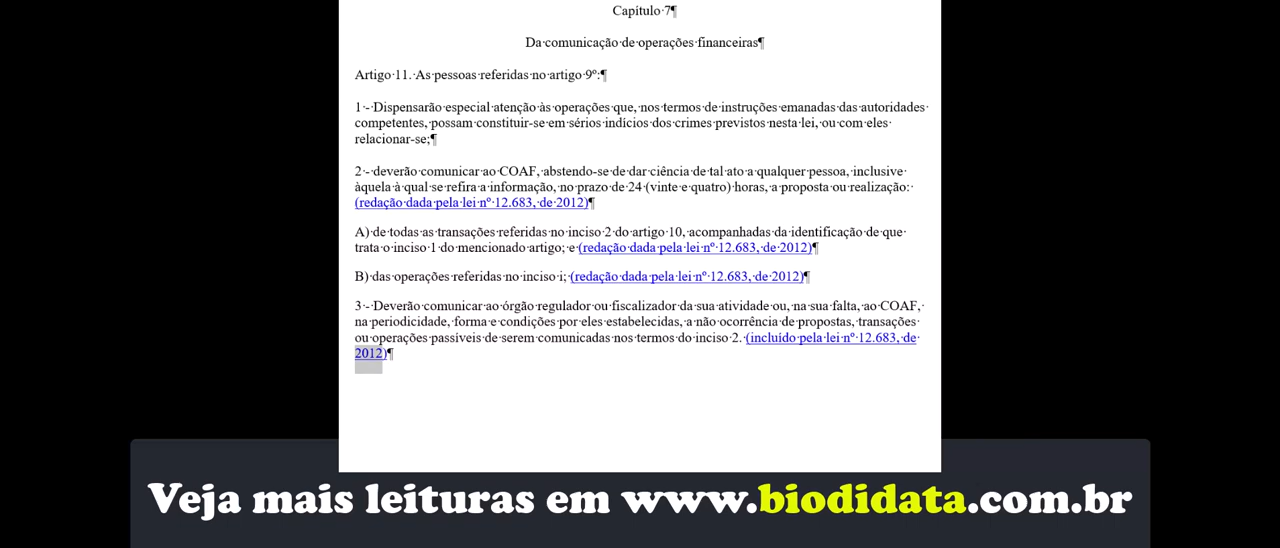 Capítulo 7¶
Da comunicação de operações financeiras¶
Artigo 11. As pessoas referidas no artigo 9º:¶
1 - Dispensarão especial atenção às operações que, nos termos de instruções emanadas das autoridades
competentes, possam constituir-se em sérios indícios dos crimes previstos nesta lei, ou com eles
relacionar-se;¶
2 - deverão comunicar ao COAF, abstendo-se de dar ciência de tal ato a qualquer pessoa, inclusive
àquela à qual se refira a informação, no prazo de 24 (vinte e quatro) horas, a proposta ou realização:
(redação dada pela lei nº 12.683, de 2012)¶
A) de todas as transações referidas no inciso 2 do artigo 10, acompanhadas da identificação de que
trata o inciso 1 do mencionado artigo; e (redação dada pela lei nº 12.683, de 2012)¶
B) das operações referidas no inciso i; (redação dada pela lei nº 12.683, de 2012)¶
3 - Deverão comunicar ao órgão regulador ou fiscalizador da sua atividade ou, na sua falta, ao COAF,
na periodicidade, forma e condições por eles estabelecidas, a não ocorrência de propostas, transações
ou operações passíveis de serem comunicadas nos termos do inciso 2. (incluído pela lei nº 12.683, de
2012)¶
Veja mais leituras em www.biodidata.com.br